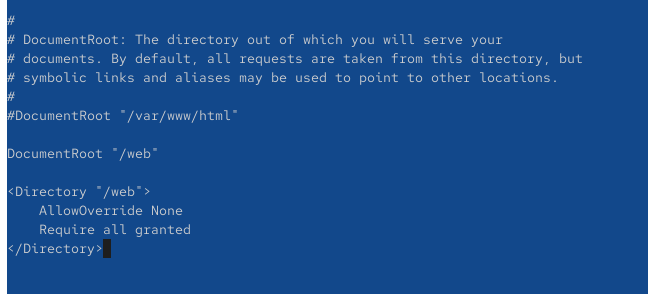 #
# DocumentRoot: The directory out of which you will serve your
# documents. By default, all requests are taken from this directory, but
# symbolic links and aliases may be used to point to other locations.
#
#DocumentRoot "/var/www/html"
DocumentRoot "/web"
<Directory "/web">
    AllowOverride None
    Require all granted
</Directory>